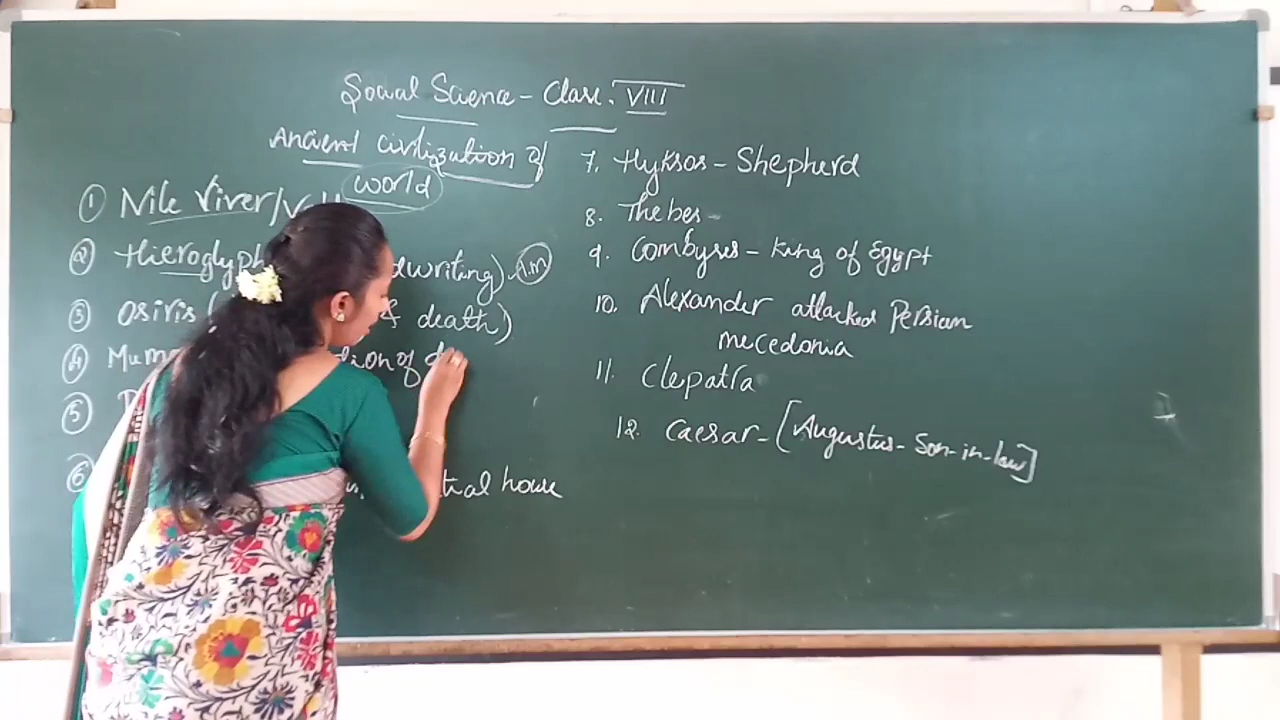 Social Science - Class. VIII
Ancient civilization of
world
① Nile River/
② Hieroglyph dwriting) A.M
③ Osiris ( & death)
④ Mum tion of d
⑤
⑥ tial house
7. Hyksos - Shepherd
8. Thebes -
9. Combyses - King of Egypt
10. Alexander attacked Persian
mecedonia
11. Clepatra
12. Caesar - [Augustus - Son-in-law]